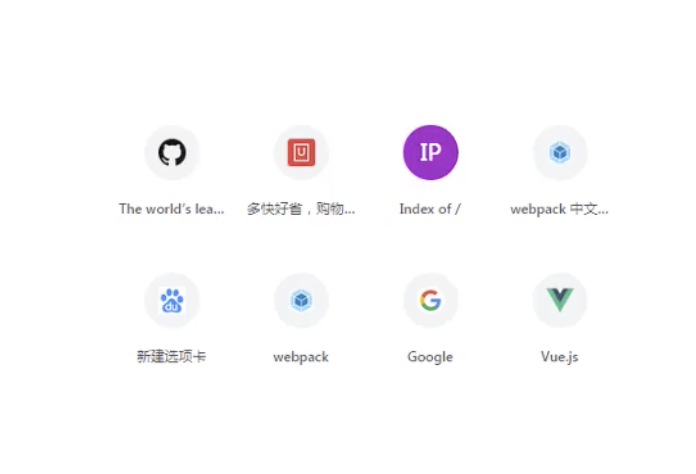 IP
The world's lea...
多快好省，购物...
Index of /
webpack 中文...
du
新建选项卡
webpack
Google
Vue.js